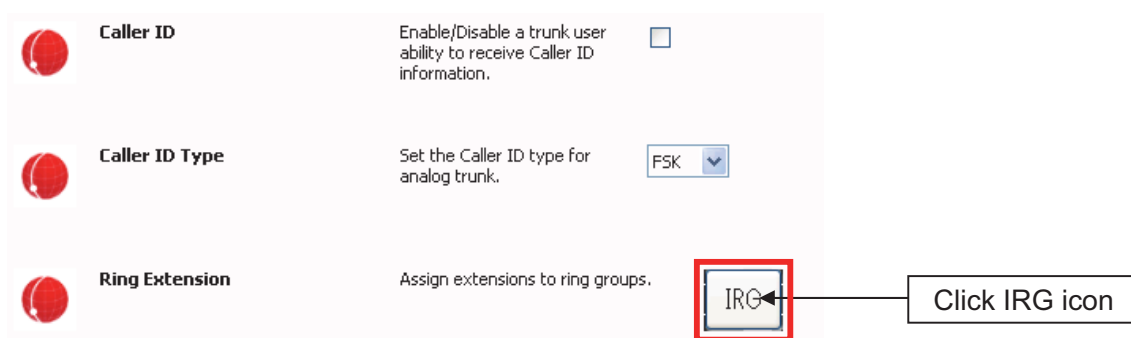 Caller ID
Enable/Disable a trunk user
ability to receive Caller ID
information.
Caller ID Type
Set the Caller ID type for
analog trunk.
FSK
Ring Extension
Assign extensions to ring groups.
IRG
Click IRG icon